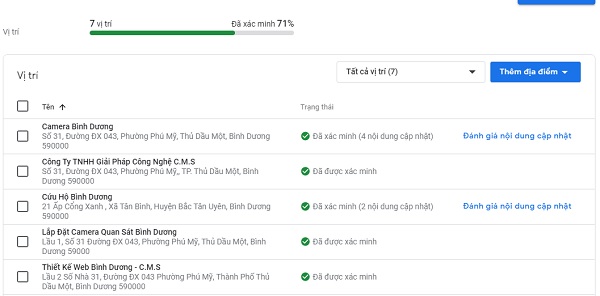 7 vị trí
Đã xác minh 71%
Vị trí
Vị trí
Tất cả vị trí (7)
Thêm địa điểm
Tên
Trạng thái
Camera Bình Dương
Số 31, Đường ĐX 043, Phường Phú Mỹ, Thủ Dầu Một, Bình Dương
590000
Đã xác minh (4 nội dung cập nhật)
Đánh giá nội dung cập nhật
Công Ty TNHH Giải Pháp Công Nghệ C.M.S
Số 31, Đường ĐX 043, Phường Phú Mỹ,, TP. Thủ Dầu Một, Bình
Dương 590000
Đã được xác minh
Cứu Hộ Bình Dương
21 Ấp Cổng Xanh , Xã Tân Bình, Huyện Bắc Tân Uyên, Bình Dương
590000
Đã xác minh (2 nội dung cập nhật)
Đánh giá nội dung cập nhật
Lắp Đặt Camera Quan Sát Bình Dương
Lầu 1, Số 31 Đường ĐX 043, Phường Phú Mỹ, Thủ Dầu Một, Bình
Dương 59000
Đã được xác minh
Thiết Kế Web Bình Dương - C.M.S
Lầu 2 Số Nhà 31, Đường ĐX 043 Phường Phú Mỹ, Thành Phố Thủ
Dầu Một, Bình Dương 590000
Đã được xác minh